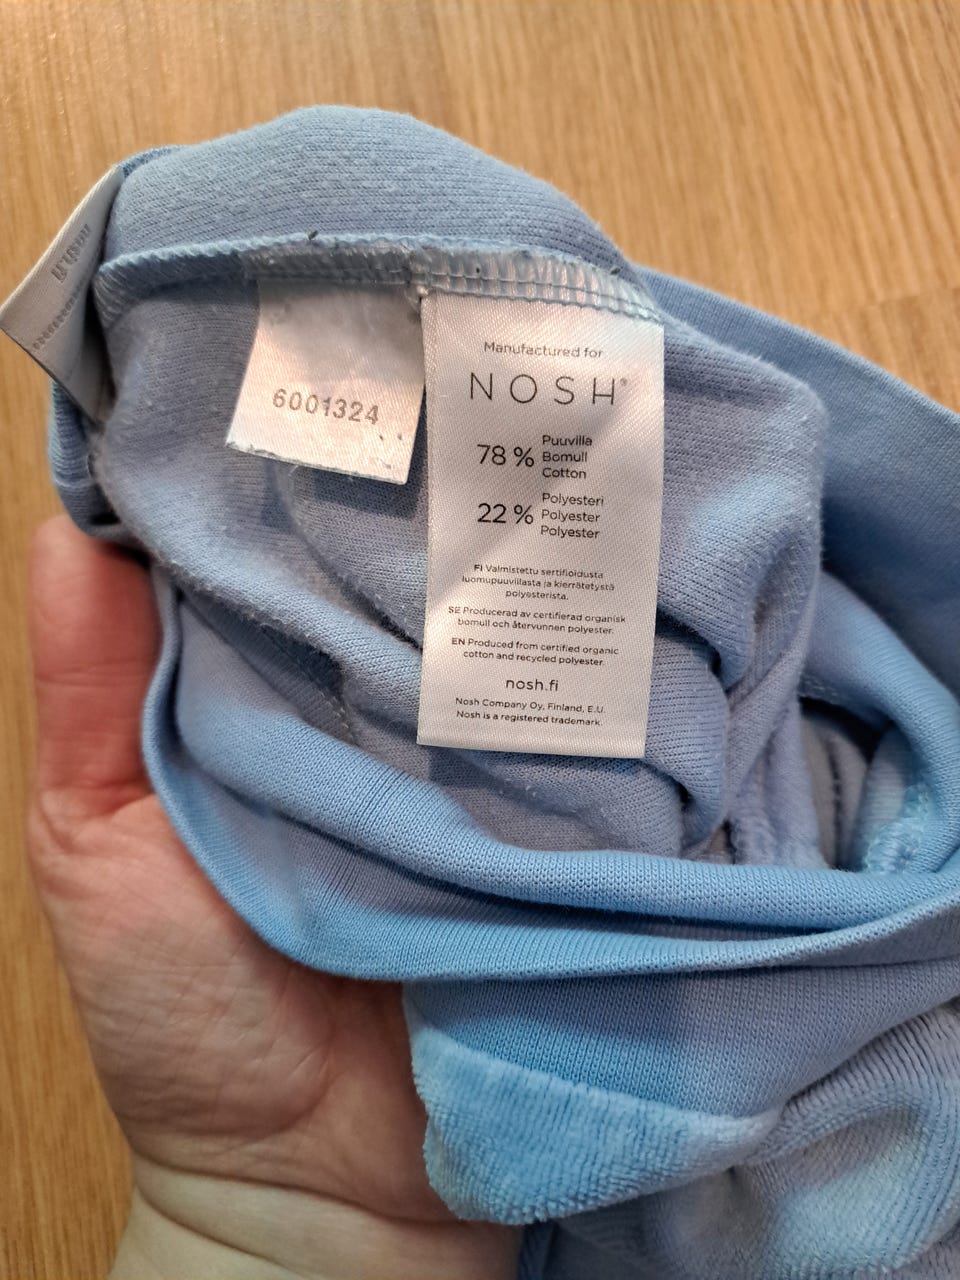 nosh.fi
6001324
Manufactured for
NOSH®
78 %
Puuvilla
Bomull
Cotton
22 %
Polyesteri
Polyester
Polyester
FI Valmistettu sertifioidusta
luomupuuvillasta ja kierrätetystä
polyesterista.
SE Producerad av certifierad organisk
bomull och återvunnen polyester.
EN Produced from certified organic
cotton and recycled polyester.
nosh.fi
Nosh Company Oy, Finland, E.U.
Nosh is a registered trademark.